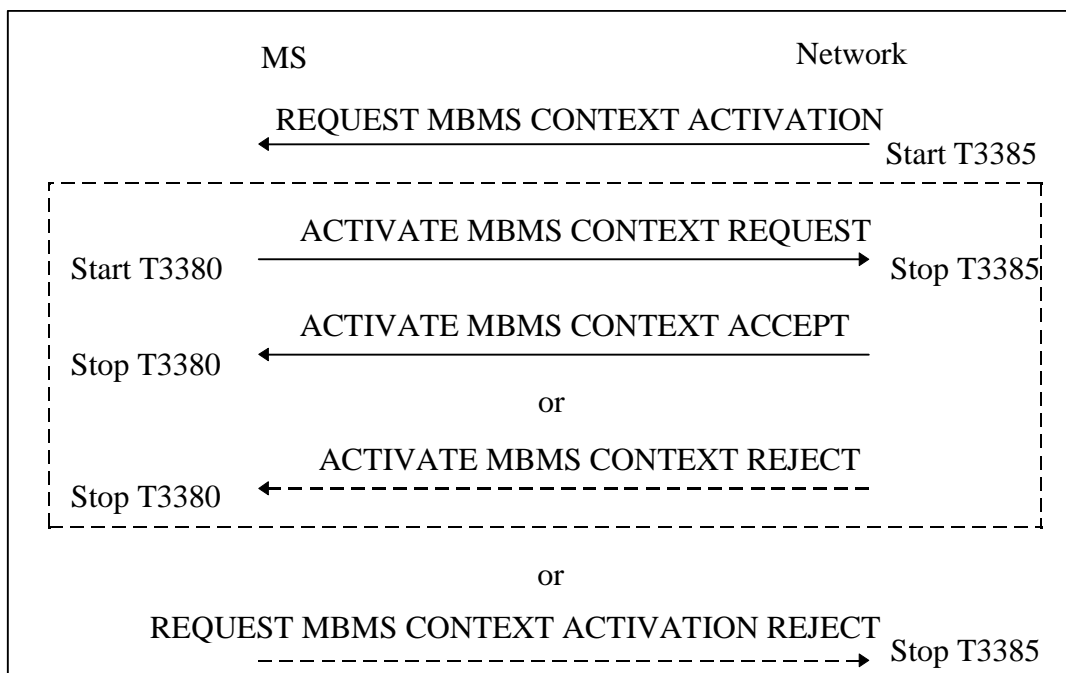 MS Network
REQUEST MBMS CONTEXT ACTIVATION
Start T3385
ACTIVATE MBMS CONTEXT REQUEST
Start T3380 Stop T3385
ACTIVATE MBMS CONTEXT ACCEPT
Stop T3380
or
ACTIVATE MBMS CONTEXT REJECT
Stop T3380
or
REQUEST MBMS CONTEXT ACTIVATION REJECT
Stop T3385